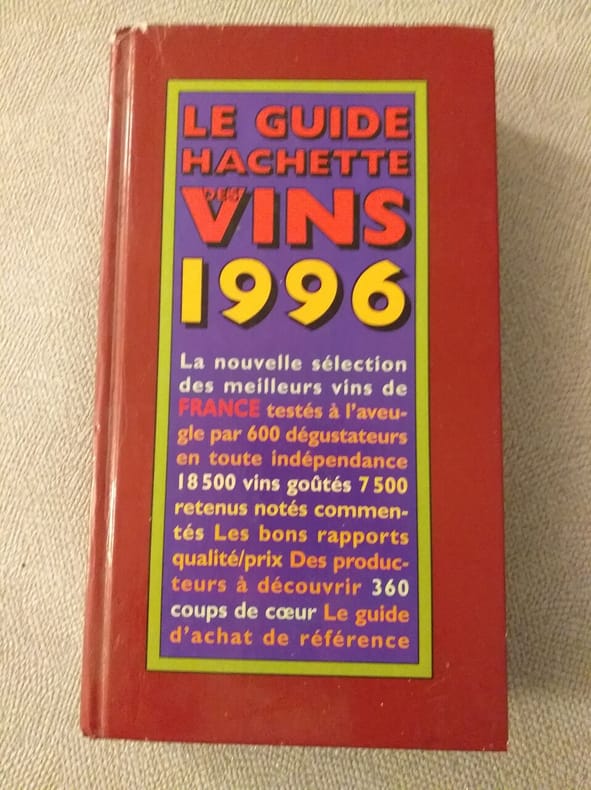 LE GUIDE
HACHETTE
DES
VINS
1996
La nouvelle sélection
des meilleurs vins de
FRANCE testés à l'aveu-
gle par 600 dégustateurs
en toute indépendance
18 500 vins goûtés 7 500
retenus notés commen-
tés Les bons rapports
qualité/prix Des produc-
teurs à découvrir 360
coups de cœur Le guide
d'achat de référence